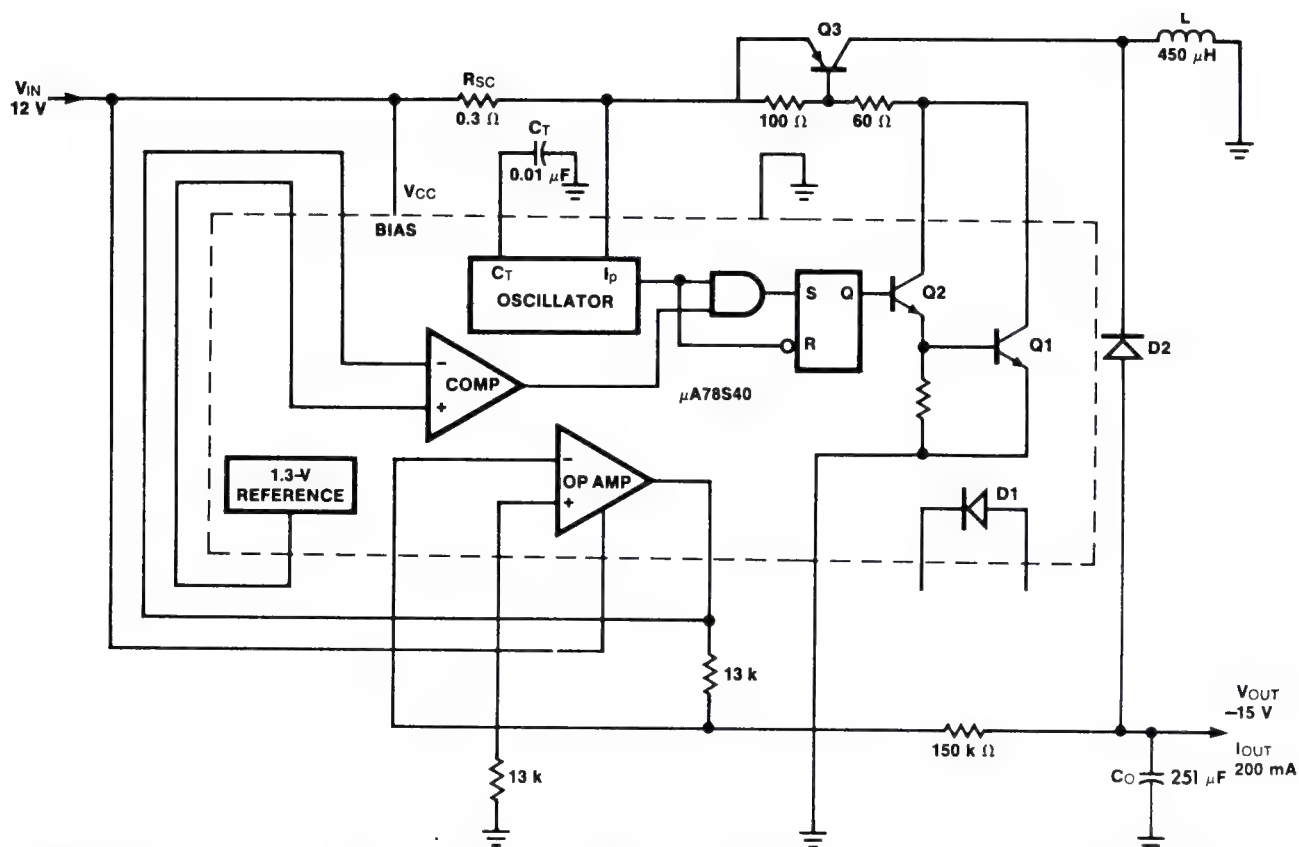 Q3
L
450 μH
VIN
12 V
RSC
0.3 Ω
100 Ω
60 Ω
CT
0.01 μF
VCC
BIAS
CT
Ip
OSCILLATOR
S
Q
R
Q2
Q1
D2
−
COMP
+
μA78S40
−
OP AMP
+
1.3–V
REFERENCE
D1
13 k
VOUT
–15 V
150 k Ω
IOUT
200 mA
13 k
CO
251 μF